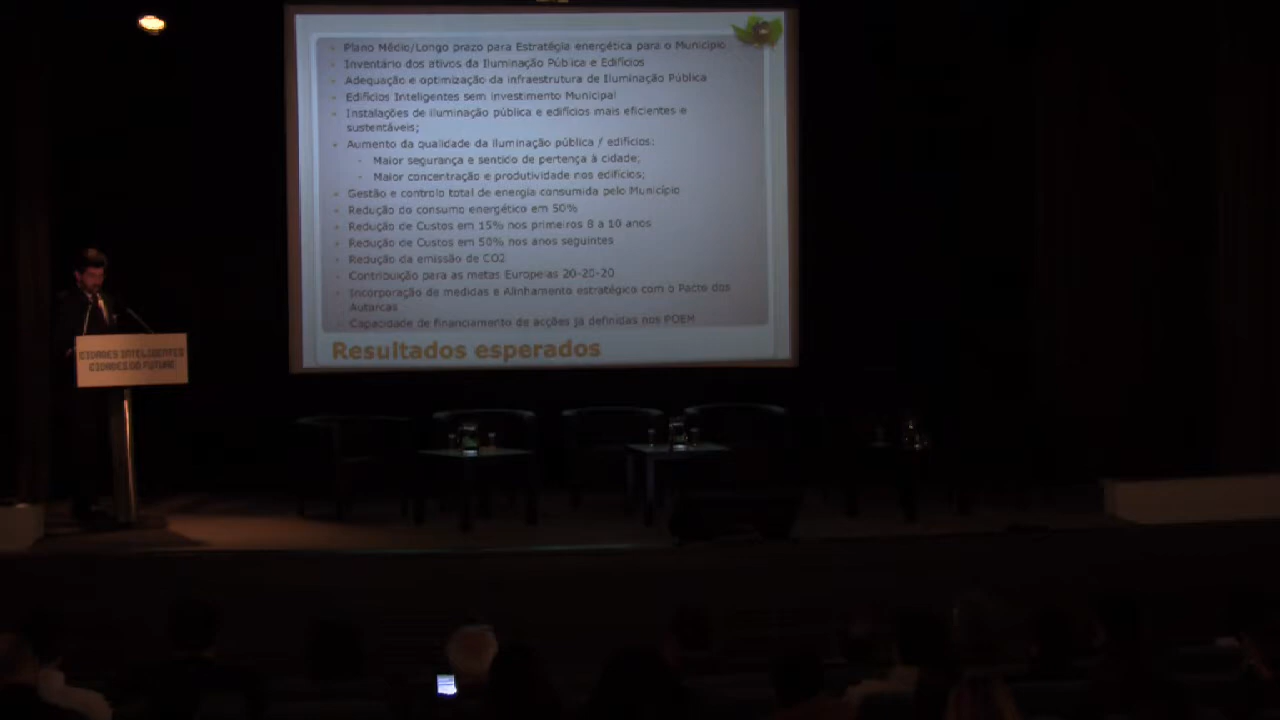 Plano Médio/Longo prazo para Estratégia energética para o Município
Inventário dos ativos da Iluminação Pública e Edifícios
Adequação e optimização da infraestrutura de Iluminação Pública
Edifícios Inteligentes sem investimento Municipal
Instalações de iluminação pública e edifícios mais eficientes e
sustentáveis;
Aumento da qualidade da iluminação pública / edifícios:
Maior segurança e sentido de pertença à cidade;
Maior concentração e produtividade nos edifícios;
Gestão e controlo total de energia consumida pelo Município
Redução do consumo energético em 50%
Redução de Custos em 15% nos primeiros 8 a 10 anos
Redução de Custos em 50% nos anos seguintes
Redução da emissão de CO2
Contribuição para as metas Europeias 20-20-20
Incorporação de medidas e Alinhamento estratégico com o Pacto dos
Autarcas
Capacidade de financiamento de acções já definidas nos POEM
Resultados esperados
CIDADES INTELIGENTES
CIDADES DO FUTURE